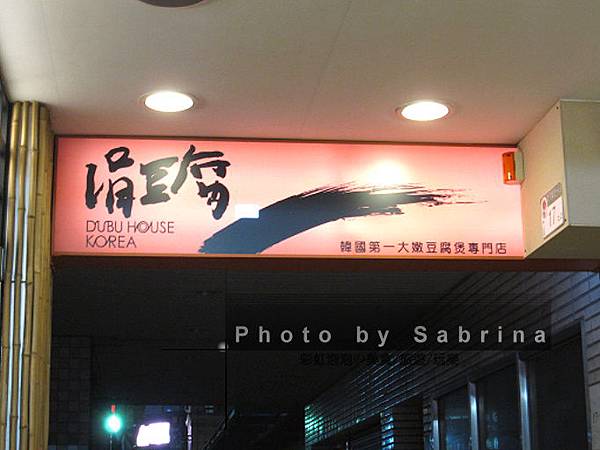 涓豆腐
DUBU HOUSE
KOREA
韓國第一大嫩豆腐煲專門店
17
Photo by Sabrina